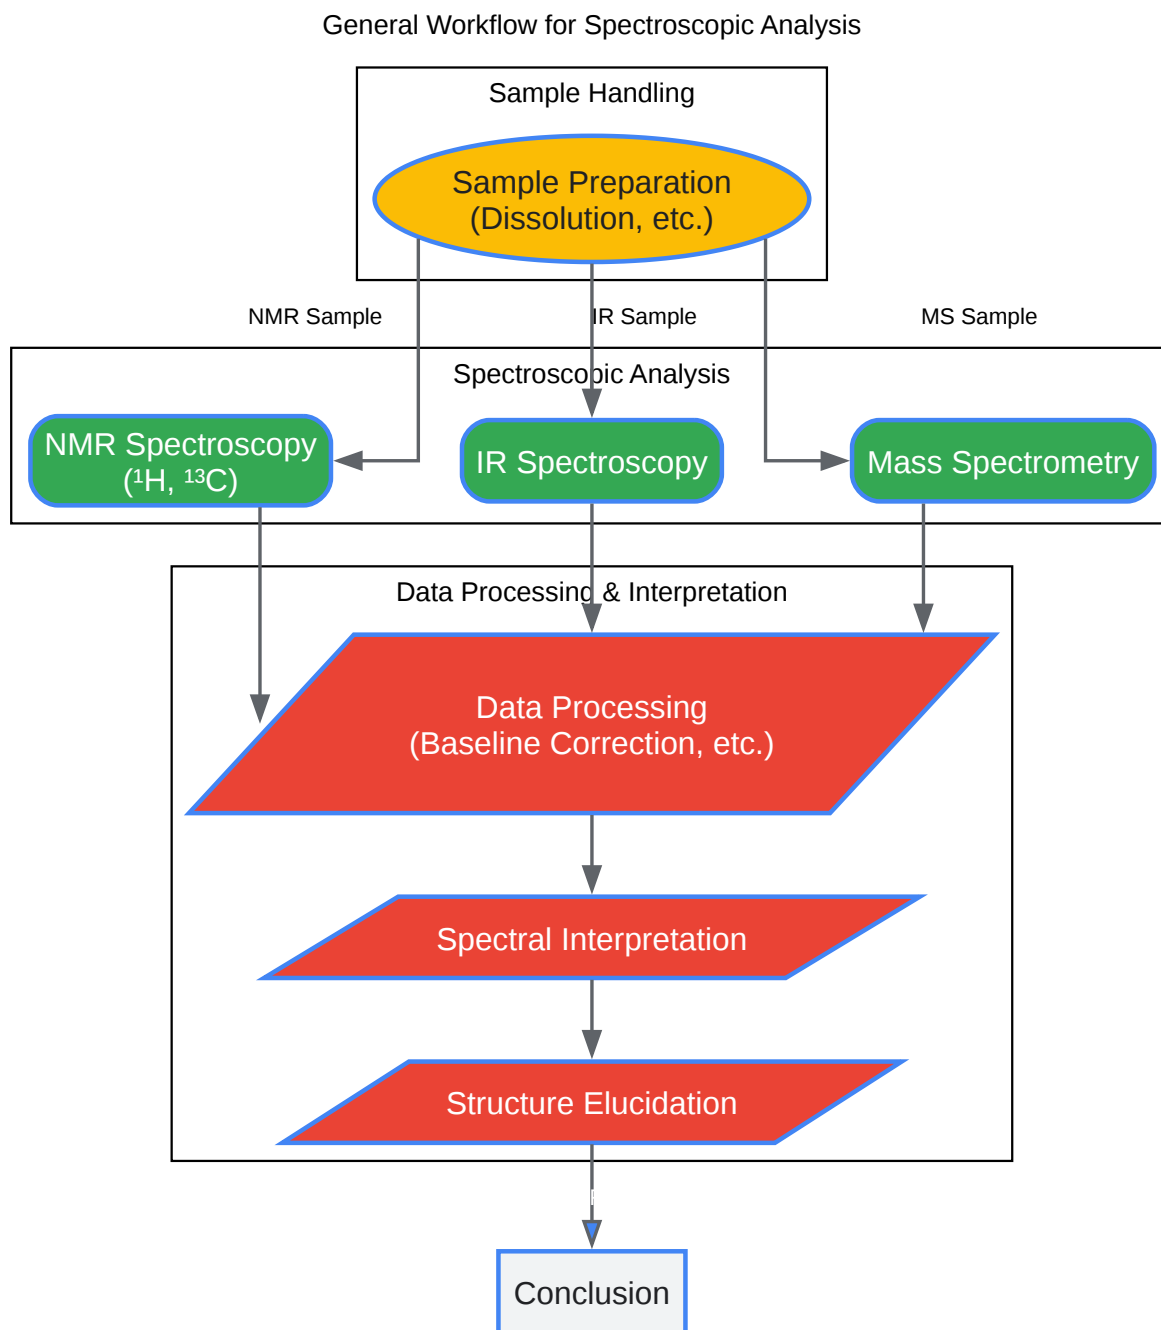 General Workflow for Spectroscopic Analysis
Sample Handling
Sample Preparation
(Dissolution, etc.)
NMR Sample
IR Sample
MS Sample
Spectroscopic Analysis
NMR Spectroscopy
(¹H, ¹³C)
IR Spectroscopy
Mass Spectrometry
Data Processing & Interpretation
Data Processing
(Baseline Correction, etc.)
Spectral Interpretation
Structure Elucidation
Conclusion